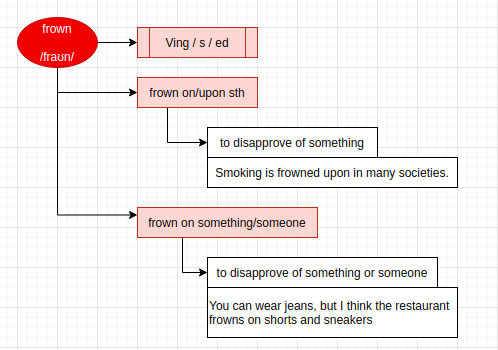 frown
/fraʊn/
Ving / s / ed
frown on/upon sth
to disapprove of something
Smoking is frowned upon in many societies.
frown on something/someone
to disapprove of something or someone
You can wear jeans, but I think the restaurant
frowns on shorts and sneakers